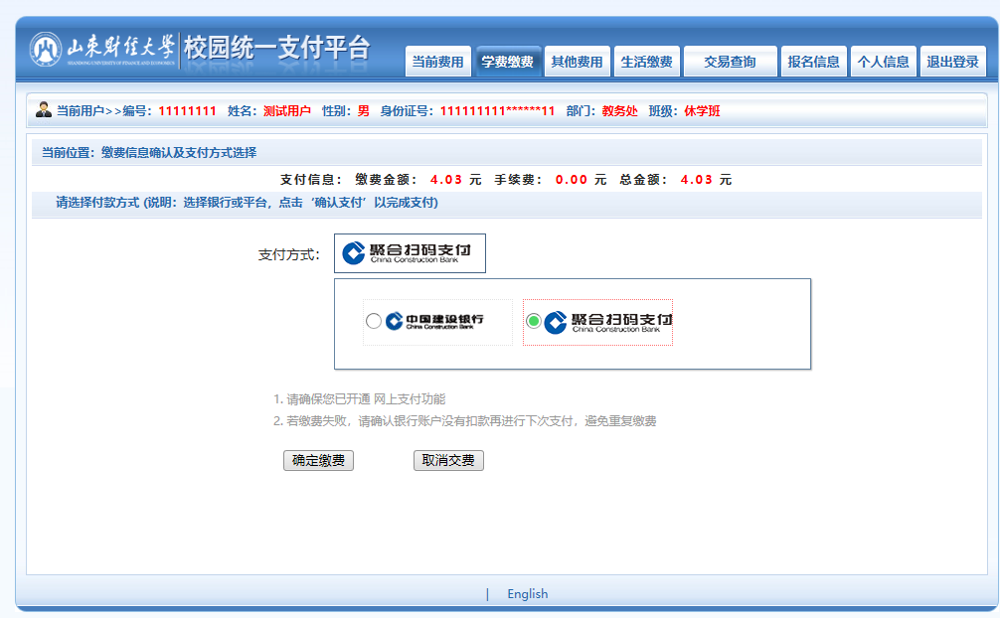 山东财经大学 校园统一支付平台
SHANDONG UNIVERSITY OF FINANCE AND ECONOMICS
当前费用 学费缴费 其他费用 生活缴费 交易查询 报名信息 个人信息 退出登录
当前用户>>编号：11111111 姓名：测试用户 性别：男 身份证号：111111111******11 部门：教务处 班级：休学班
当前位置：缴费信息确认及支付方式选择
支付信息： 缴费金额： 4.03 元 手续费： 0.00 元 总金额： 4.03 元
请选择付款方式 (说明：选择银行或平台，点击‘确认支付’以完成支付)
支付方式： 聚合扫码支付
China Construction Bank
中国建设银行 聚合扫码支付
China Construction Bank China Construction Bank
1. 请确保您已开通 网上支付功能
2. 若缴费失败，请确认银行账户没有扣款再进行下次支付，避免重复缴费
确定缴费 取消交费
| English